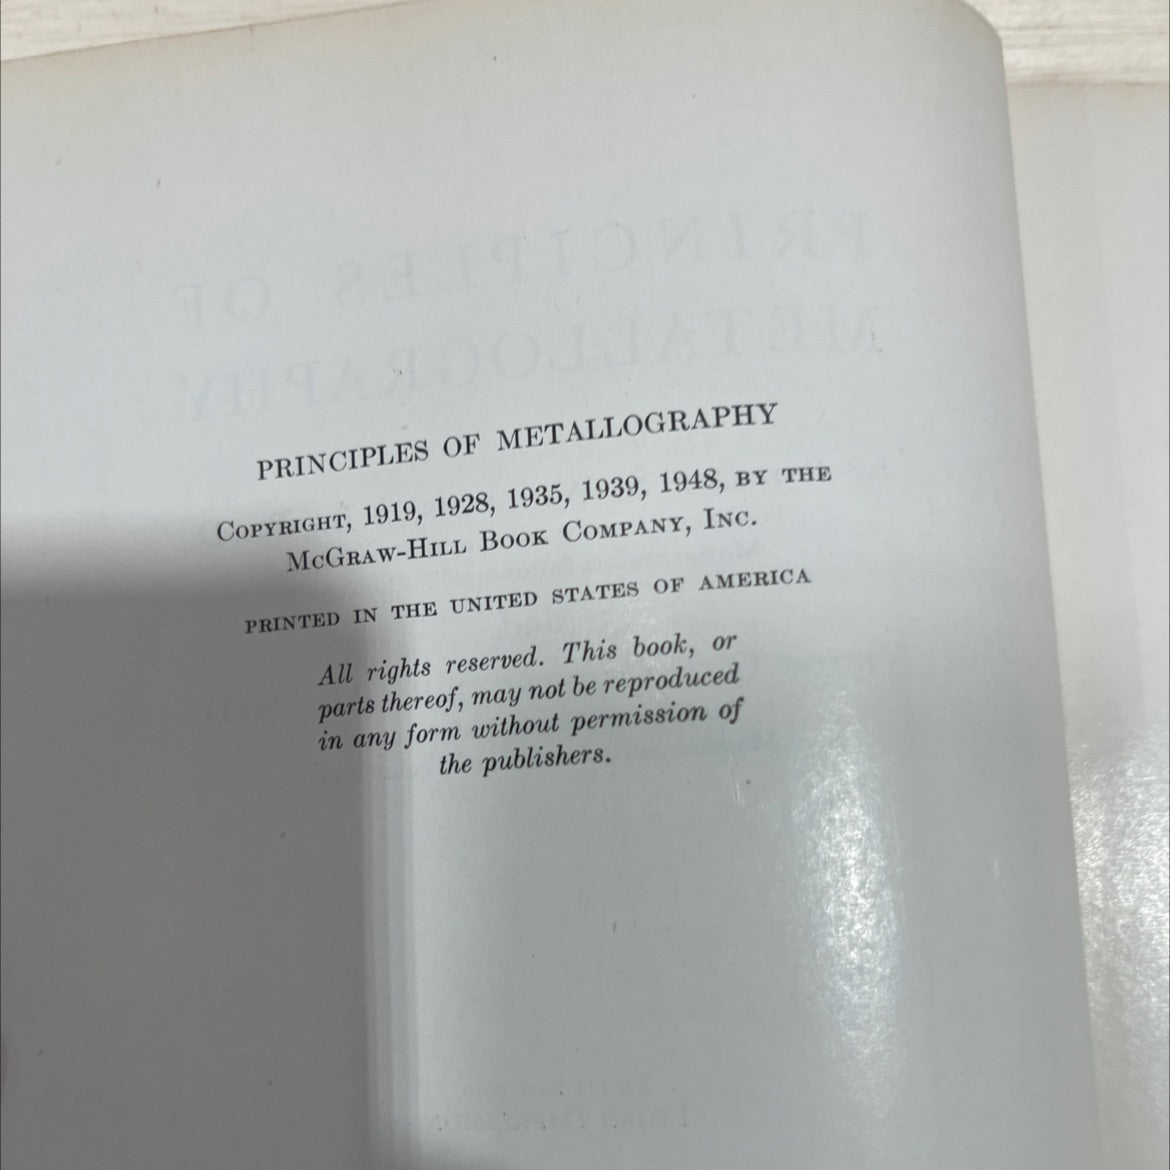 PRINCIPLES OF METALLOGRAPHY
COPYRIGHT, 1919, 1928, 1935, 1939, 1948, BY THE
MCGRAW-HILL BOOK COMPANY, INC.
PRINTED IN THE UNITED STATES OF AMERICA
All rights reserved. This book, or
parts thereof, may not be reproduced
in any form without permission of
the publishers.